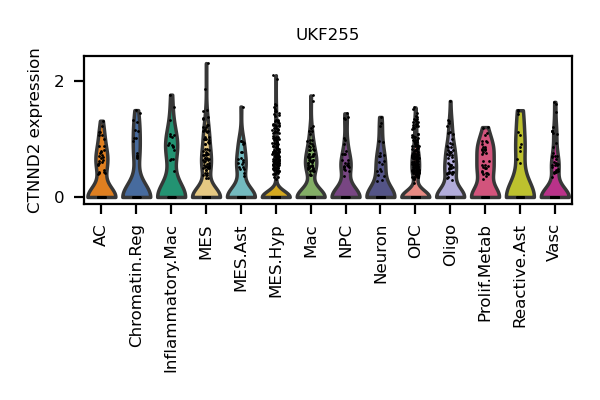 UKF255
CTNND2 expression
2
0
AC
Chromatin.Reg
Inflammatory.Mac
MES
MES.Ast
MES.Hyp
Mac
NPC
Neuron
OPC
Oligo
Prolif.Metab
Reactive.Ast
Vasc